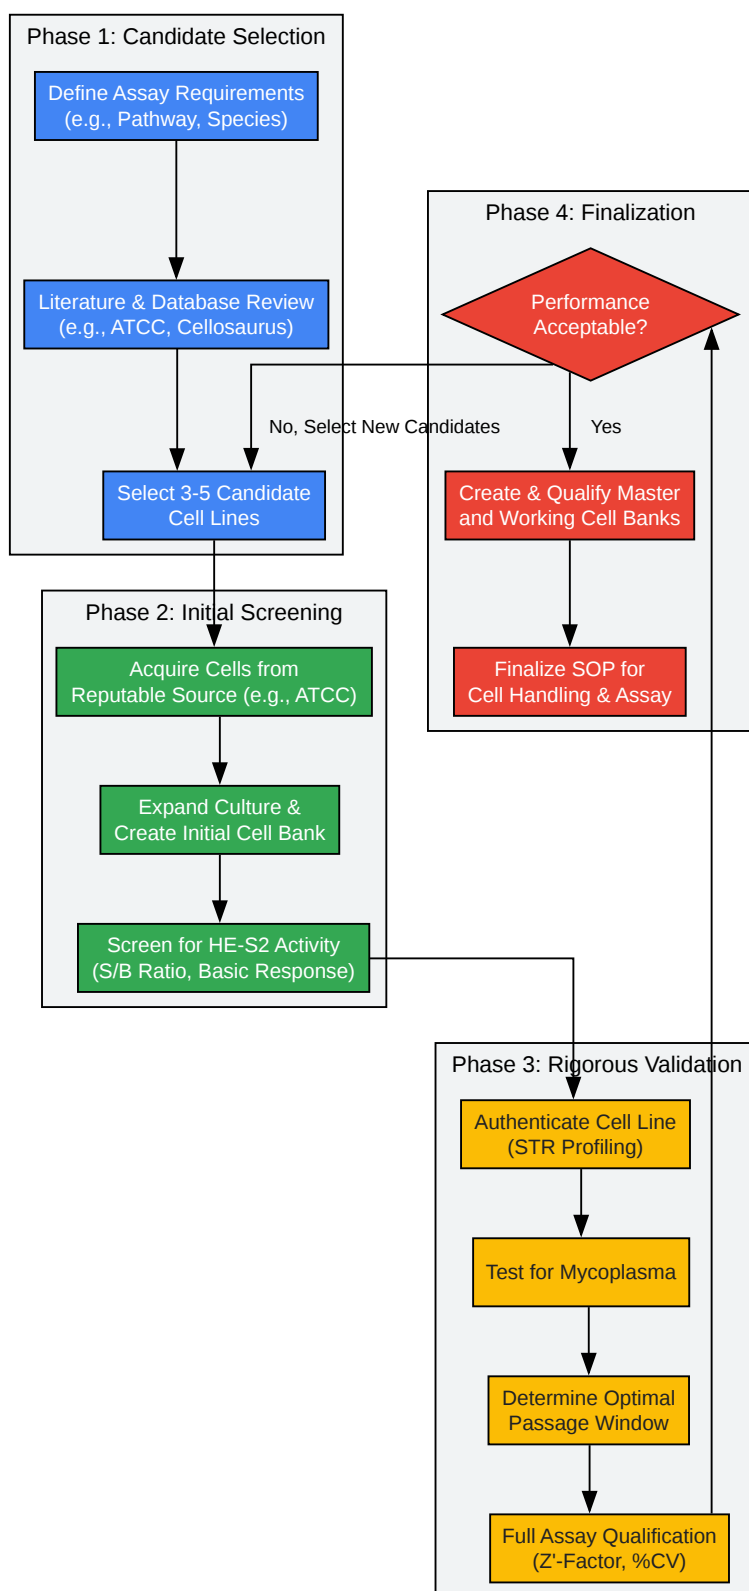 Phase 1: Candidate Selection
Define Assay Requirements
(e.g., Pathway, Species)
Literature & Database Review
(e.g., ATCC, Cellosaurus)
Select 3-5 Candidate
Cell Lines
Phase 2: Initial Screening
Acquire Cells from
Reputable Source (e.g., ATCC)
Expand Culture &
Create Initial Cell Bank
Screen for HE-S2 Activity
(S/B Ratio, Basic Response)
Phase 3: Rigorous Validation
Authenticate Cell Line
(STR Profiling)
Test for Mycoplasma
Determine Optimal
Passage Window
Full Assay Qualification
(Z'-Factor, %CV)
Phase 4: Finalization
Performance
Acceptable?
No, Select New Candidates
Yes
Create & Qualify Master
and Working Cell Banks
Finalize SOP for
Cell Handling & Assay